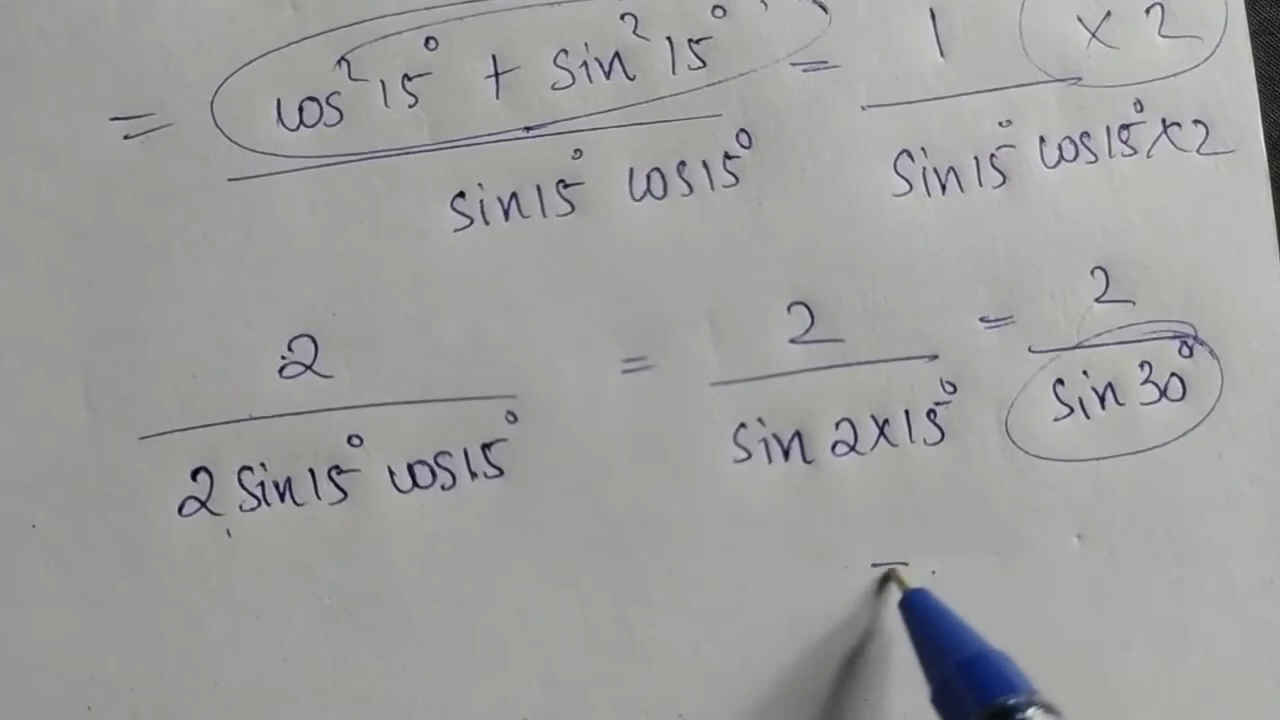 = cos²15° + sin²15° / sin15° cos15° = 1 × 2 / sin15° cos15° × 2
2 / 2 sin15° cos15° = 2 / sin 2×15° = 2 / sin 30°
=